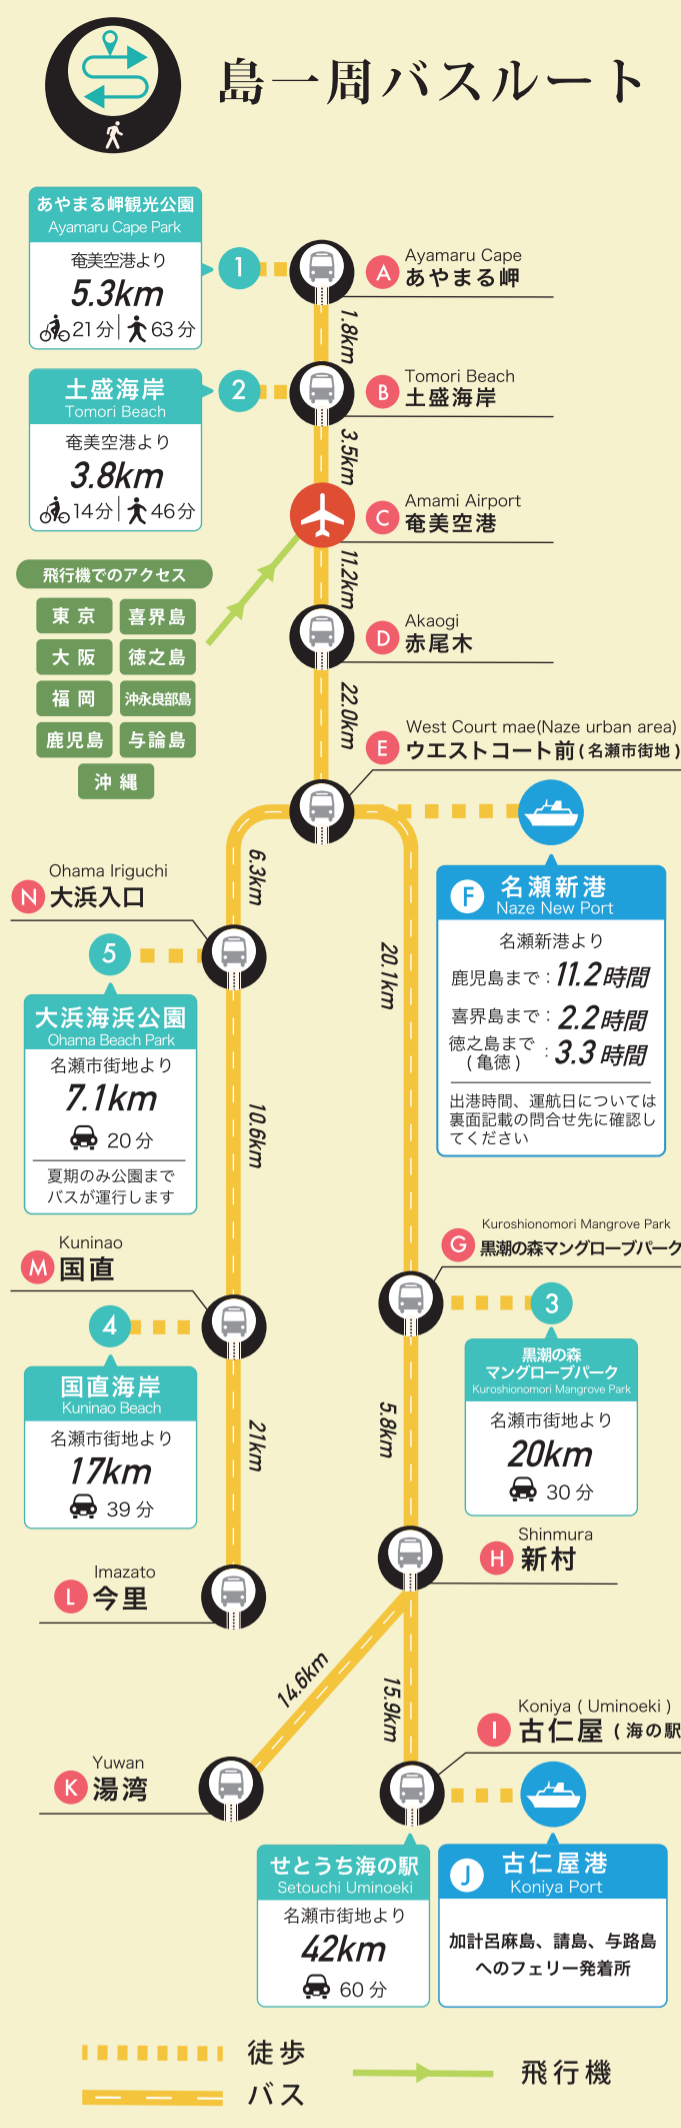 島一周バスルート
あやまる岬観光公園
Ayamaru Cape Park
奄美空港より
5.3km
21分 63分
1
A
Ayamaru Cape
あやまる岬
1.8km
土盛海岸
Tomori Beach
奄美空港より
3.8km
14分 46分
2
B
Tomori Beach
土盛海岸
3.5km
C
Amami Airport
奄美空港
飛行機でのアクセス
東京 喜界島
大阪 徳之島
福岡 沖永良部島
鹿児島 与論島
沖縄
11.2km
D
Akaogi
赤尾木
22.0km
E
West Court mae(Naze urban area)
ウエストコート前(名瀬市街地)
F
名瀬新港
Naze New Port
名瀬新港より
鹿児島まで:11.2時間
喜界島まで:2.2時間
徳之島まで
(亀徳)
:3.3時間
出港時間、運航日については
裏面記載の問合せ先に確認し
てください
6.3km
20.1km
N
Ohama Iriguchi
大浜入口
5
大浜海浜公園
Ohama Beach Park
名瀬市街地より
7.1km
20分
夏期のみ公園まで
バスが運行します
10.6km
G
Kuroshionomori Mangrove Park
黒潮の森マングローブパーク
3
黒潮の森
マングローブパーク
Kuroshionomori Mangrove Park
名瀬市街地より
20km
30分
M
Kuninao
国直
4
国直海岸
Kuninao Beach
名瀬市街地より
17km
39分
21km
5.8km
H
Shinmura
新村
L
Imazato
今里
14.6km
15.9km
I
Koniya ( Uminoeki )
古仁屋 (海の駅
K
Yuwan
湯湾
せとうち海の駅
Setouchi Uminoeki
名瀬市街地より
42km
60分
J
古仁屋港
Koniya Port
加計呂麻島、請島、与路島
へのフェリー発着所
徒歩
バス
飛行機